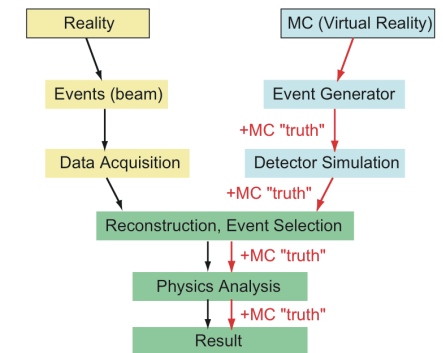 Reality
MC (Virtual Reality)
Events (beam)
Event Generator
+MC "truth"
Data Acquisition
Detector Simulation
+MC "truth"
Reconstruction, Event Selection
+MC "truth"
Physics Analysis
+MC "truth"
Result